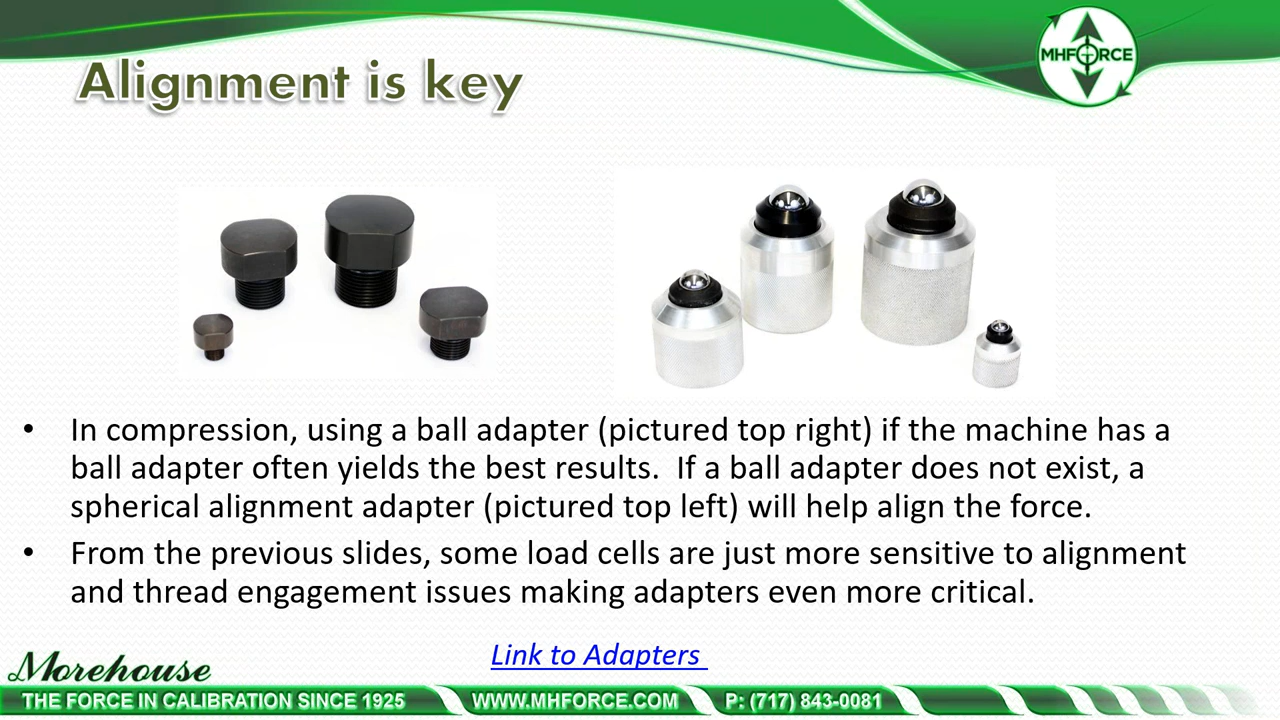 Alignment is key
MHFORCE
• In compression, using a ball adapter (pictured top right) if the machine has a
ball adapter often yields the best results.  If a ball adapter does not exist, a
spherical alignment adapter (pictured top left) will help align the force.
• From the previous slides, some load cells are just more sensitive to alignment
and thread engagement issues making adapters even more critical.
Link to Adapters
Morehouse
THE FORCE IN CALIBRATION SINCE 1925 WWW.MHFORCE.COM P: (717) 843-0081